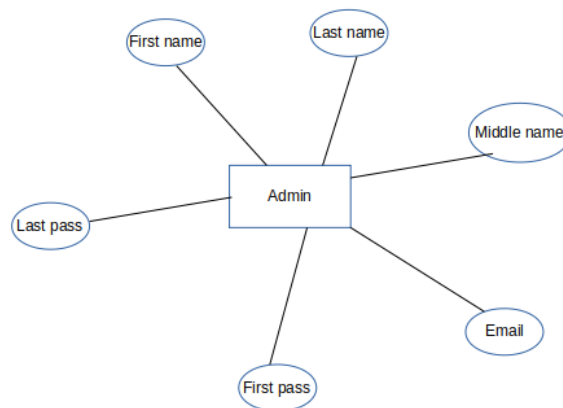 Last name
First name
Middle name
Admin
Last pass
Email
First pass